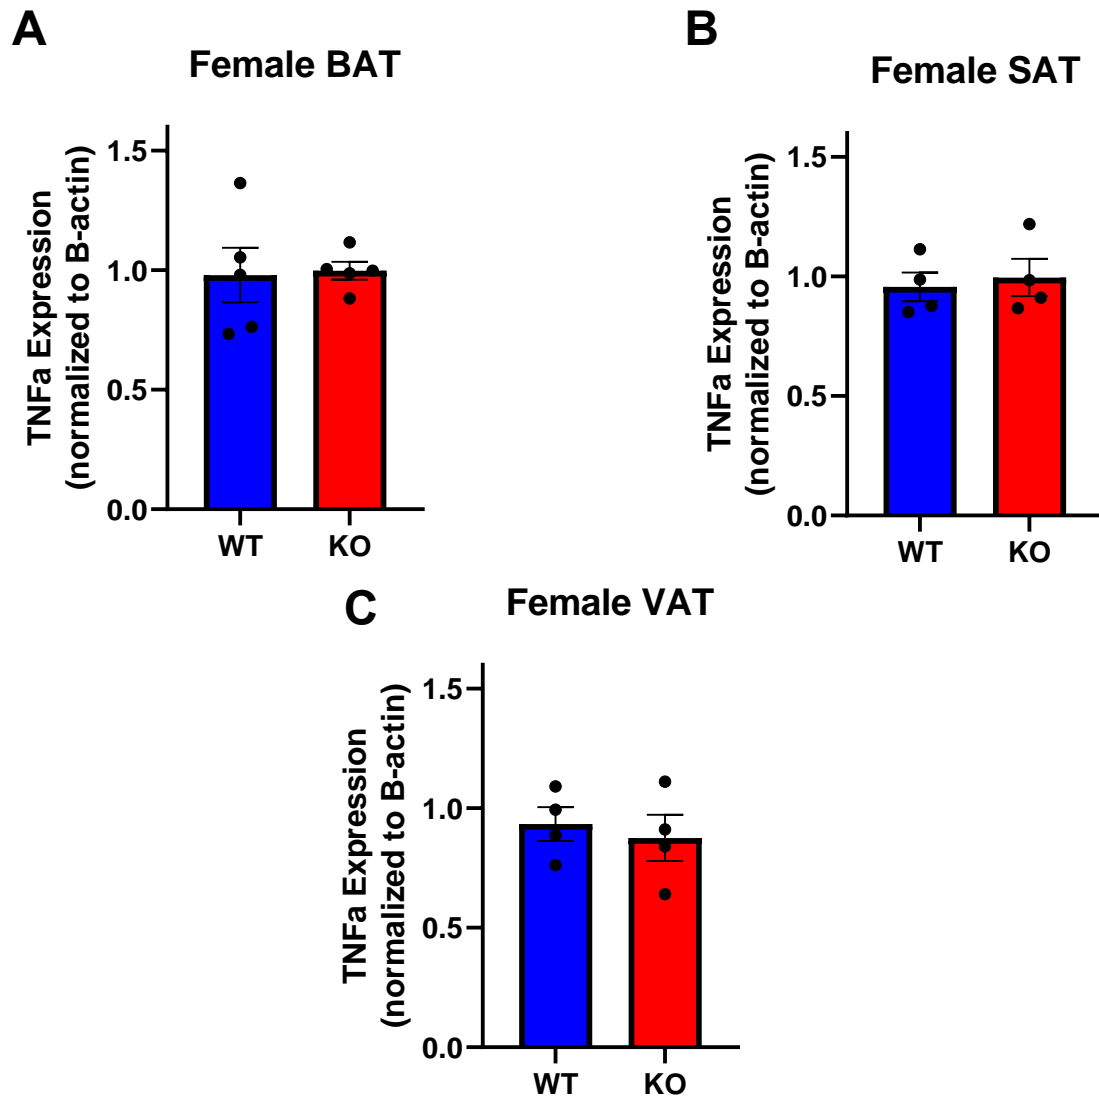 A
Female BAT
TNFa Expression
(normalized to B-actin)
1.5
1.0
0.5
0.0
WT KO
B
Female SAT
TNFa Expression
(normalized to B-actin)
1.5
1.0
0.5
0.0
WT KO
C
Female VAT
TNFa Expression
(normalized to B-actin)
1.5
1.0
0.5
0.0
WT KO